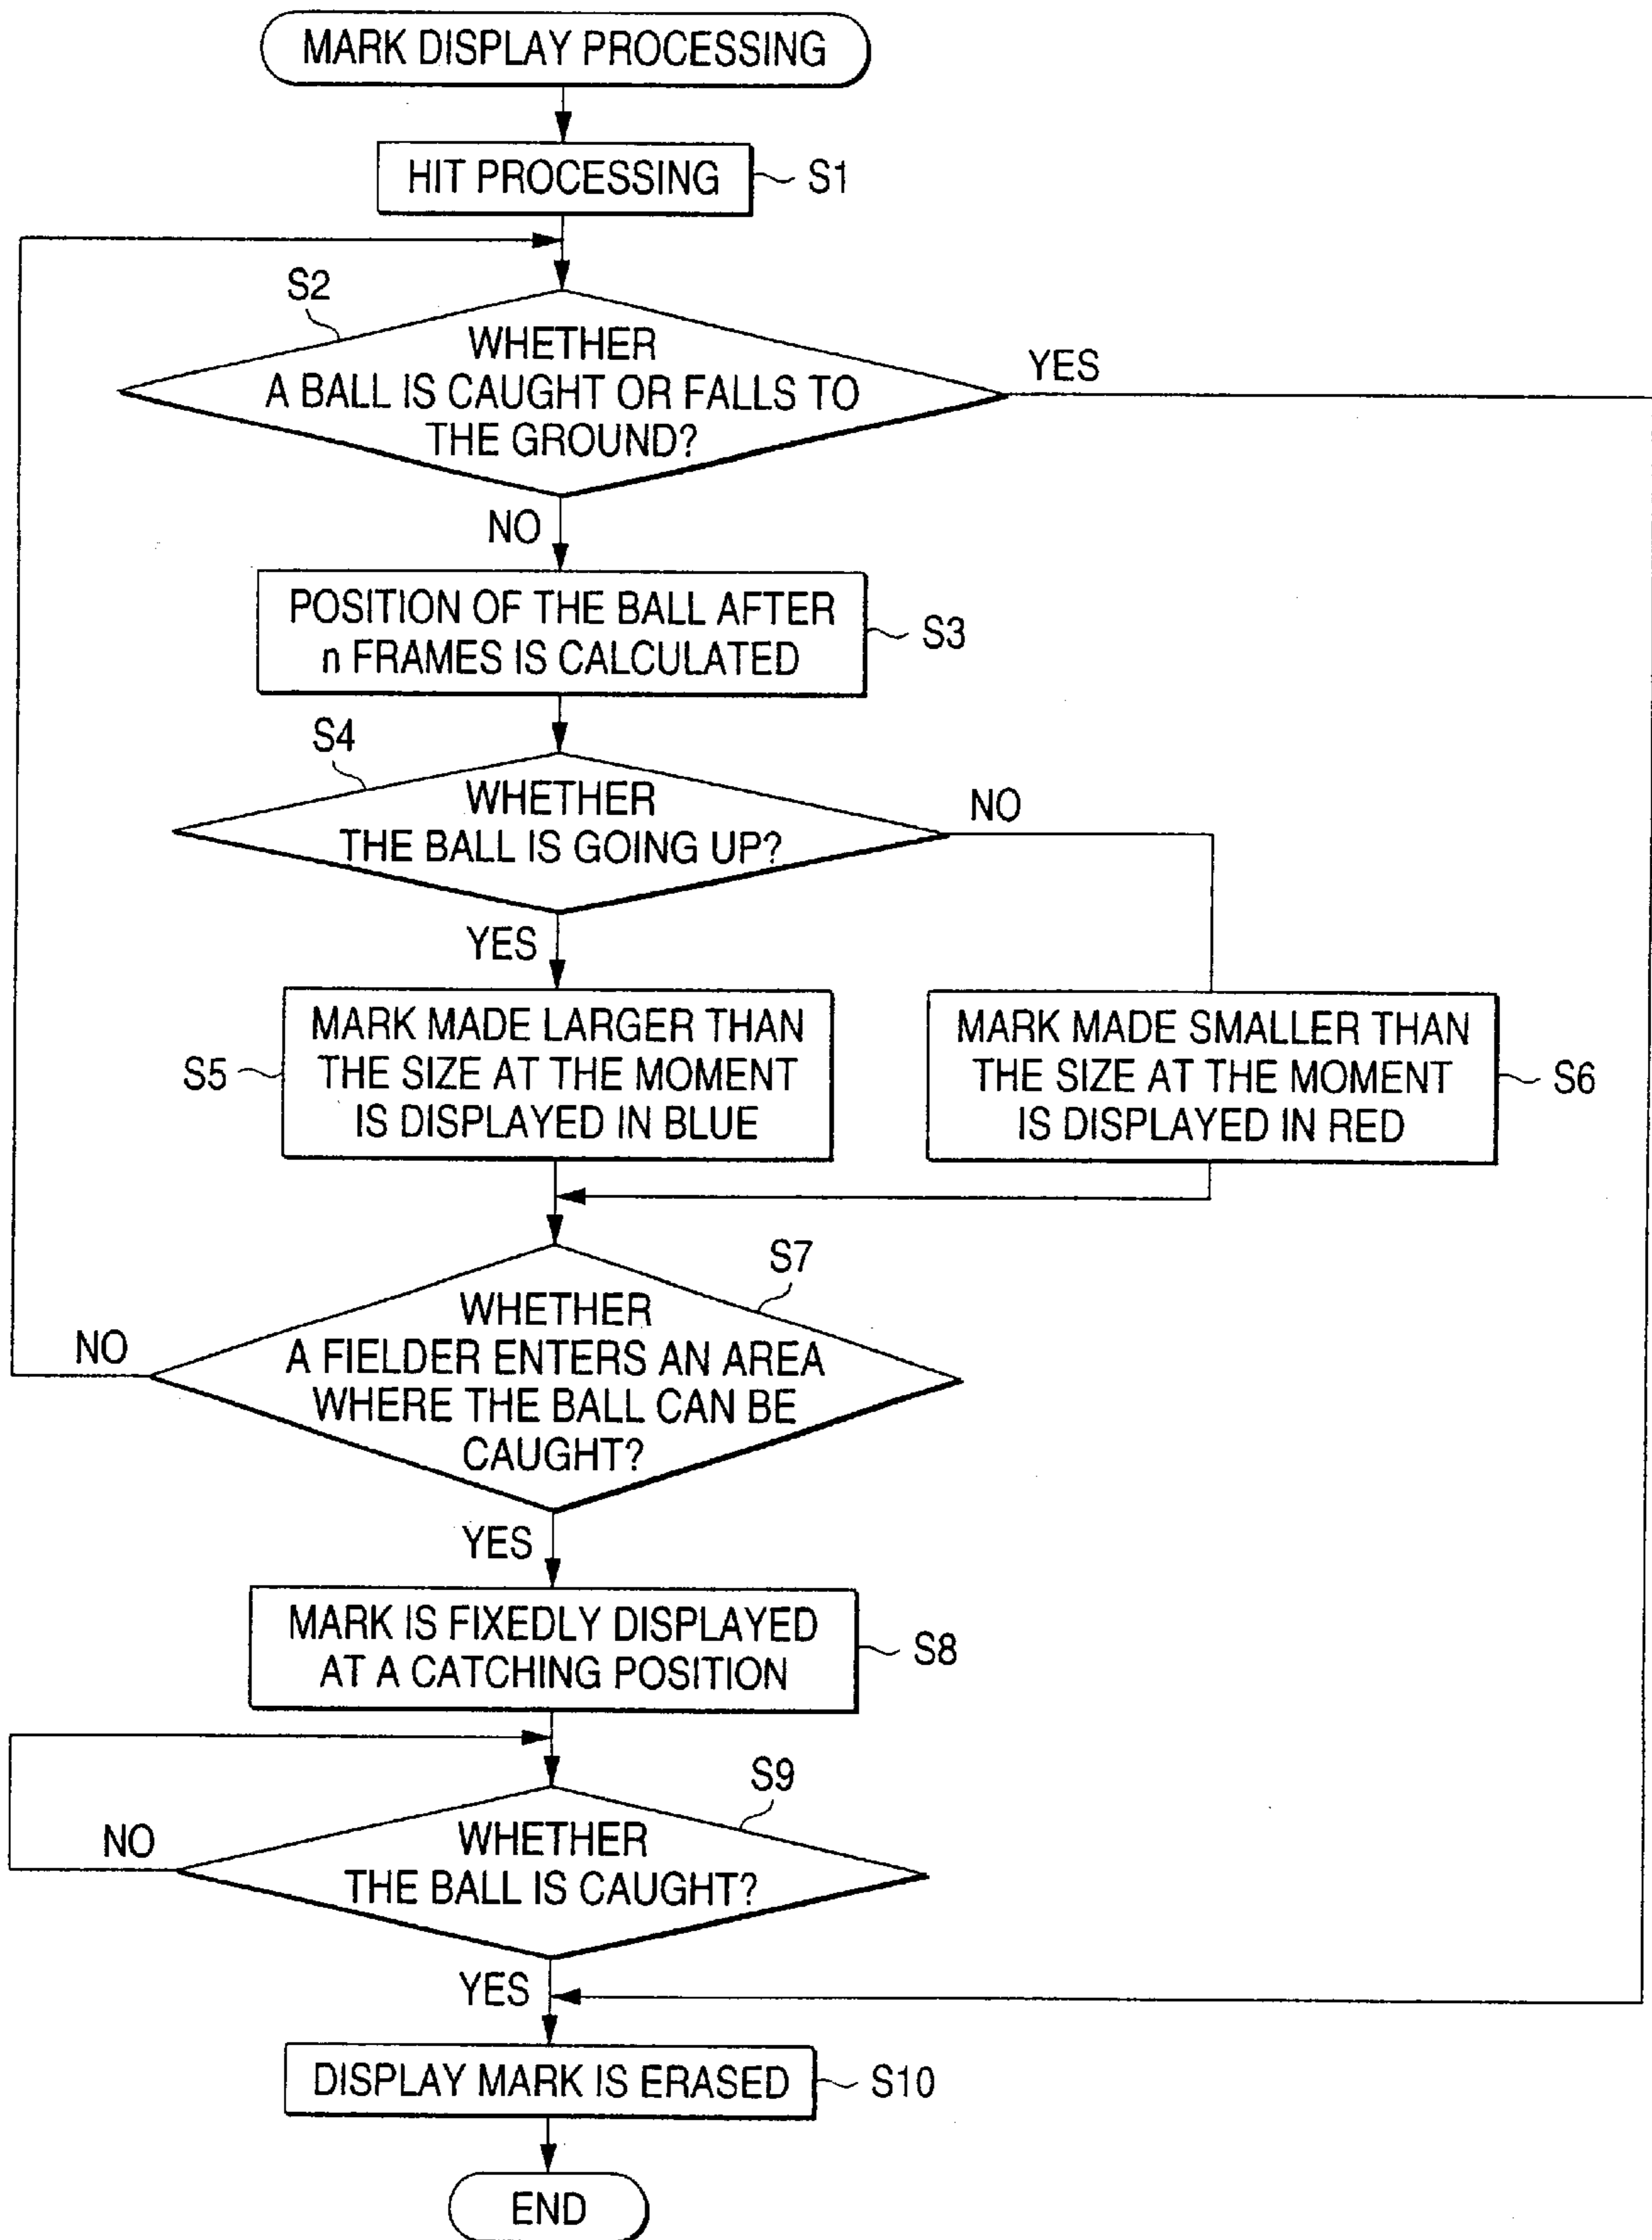 MARK DISPLAY PROCESSING
HIT PROCESSING
S1
S2
WHETHER
A BALL IS CAUGHT OR FALLS TO
THE GROUND?
YES
NO
POSITION OF THE BALL AFTER
n FRAMES IS CALCULATED
S3
S4
WHETHER
THE BALL IS GOING UP?
NO
YES
MARK MADE LARGER THAN
THE SIZE AT THE MOMENT
IS DISPLAYED IN BLUE
S5
MARK MADE SMALLER THAN
THE SIZE AT THE MOMENT
IS DISPLAYED IN RED
S6
S7
WHETHER
A FIELDER ENTERS AN AREA
WHERE THE BALL CAN BE
CAUGHT?
NO
YES
MARK IS FIXEDLY DISPLAYED
AT A CATCHING POSITION
S8
S9
WHETHER
THE BALL IS CAUGHT?
NO
YES
DISPLAY MARK IS ERASED
S10
END